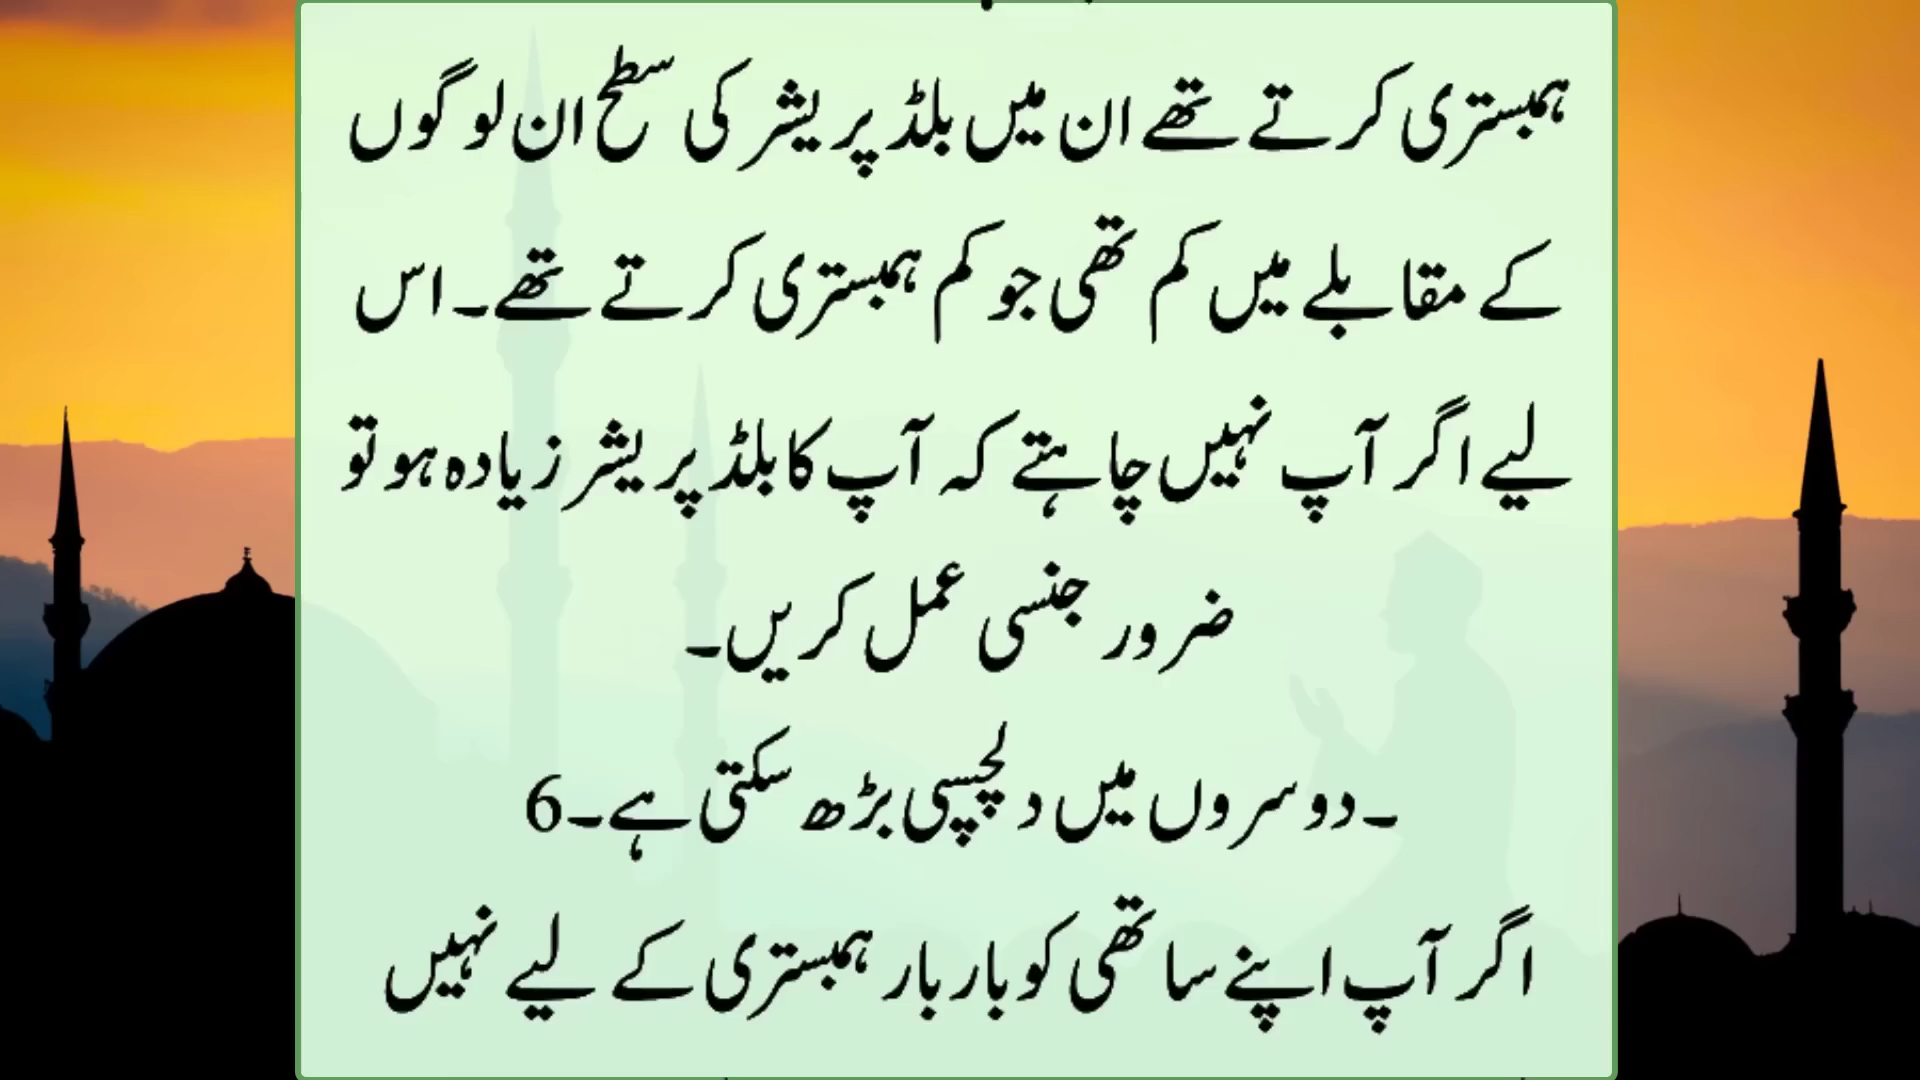 ہمبستری کرتے تھے ان میں بلڈ پریشر کی سطح ان لوگوں
کے مقابلے میں کم تھی جو کم ہمبستری کرتے تھے۔ اس
لیے اگر آپ نہیں چاہتے کہ آپ کا بلڈ پریشر زیادہ ہو تو
ضرور جنسی عمل کریں۔
۔دوسروں میں دلچسپی بڑھ سکتی ہے۔6
اگر آپ اپنے ساتھی کو بار بار ہمبستری کے لیے نہیں